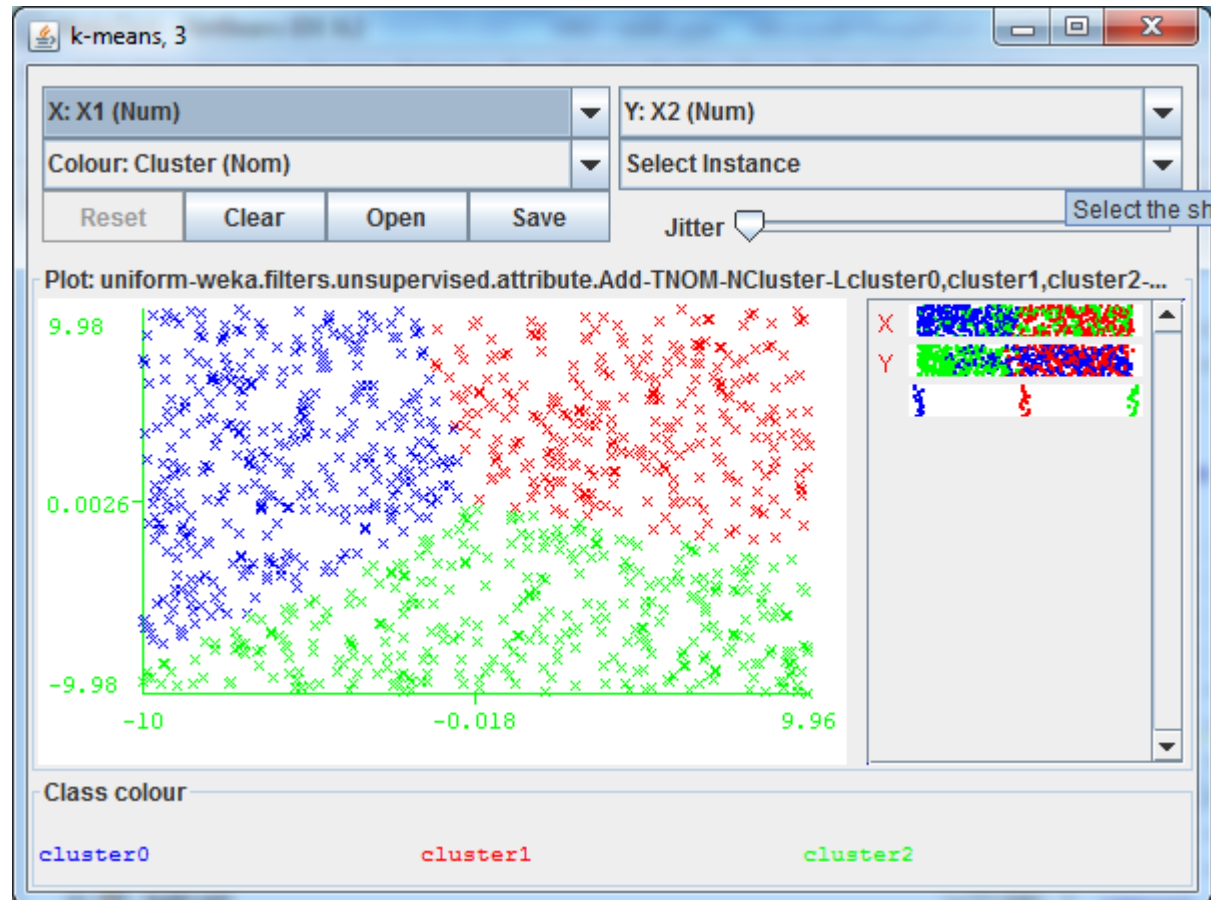 k-means, 3
X: X1 (Num) Y: X2 (Num)
Colour: Cluster (Nom) Select Instance
Reset Clear Open Save Jitter Select the sh
Plot: uniform-weka.filters.unsupervised.attribute.Add-TNOM-NCluster-Lcluster0,cluster1,cluster2-...
9.98
0.0026
-9.98
-10 -0.018 9.96
X
Y
Class colour
cluster0 cluster1 cluster2